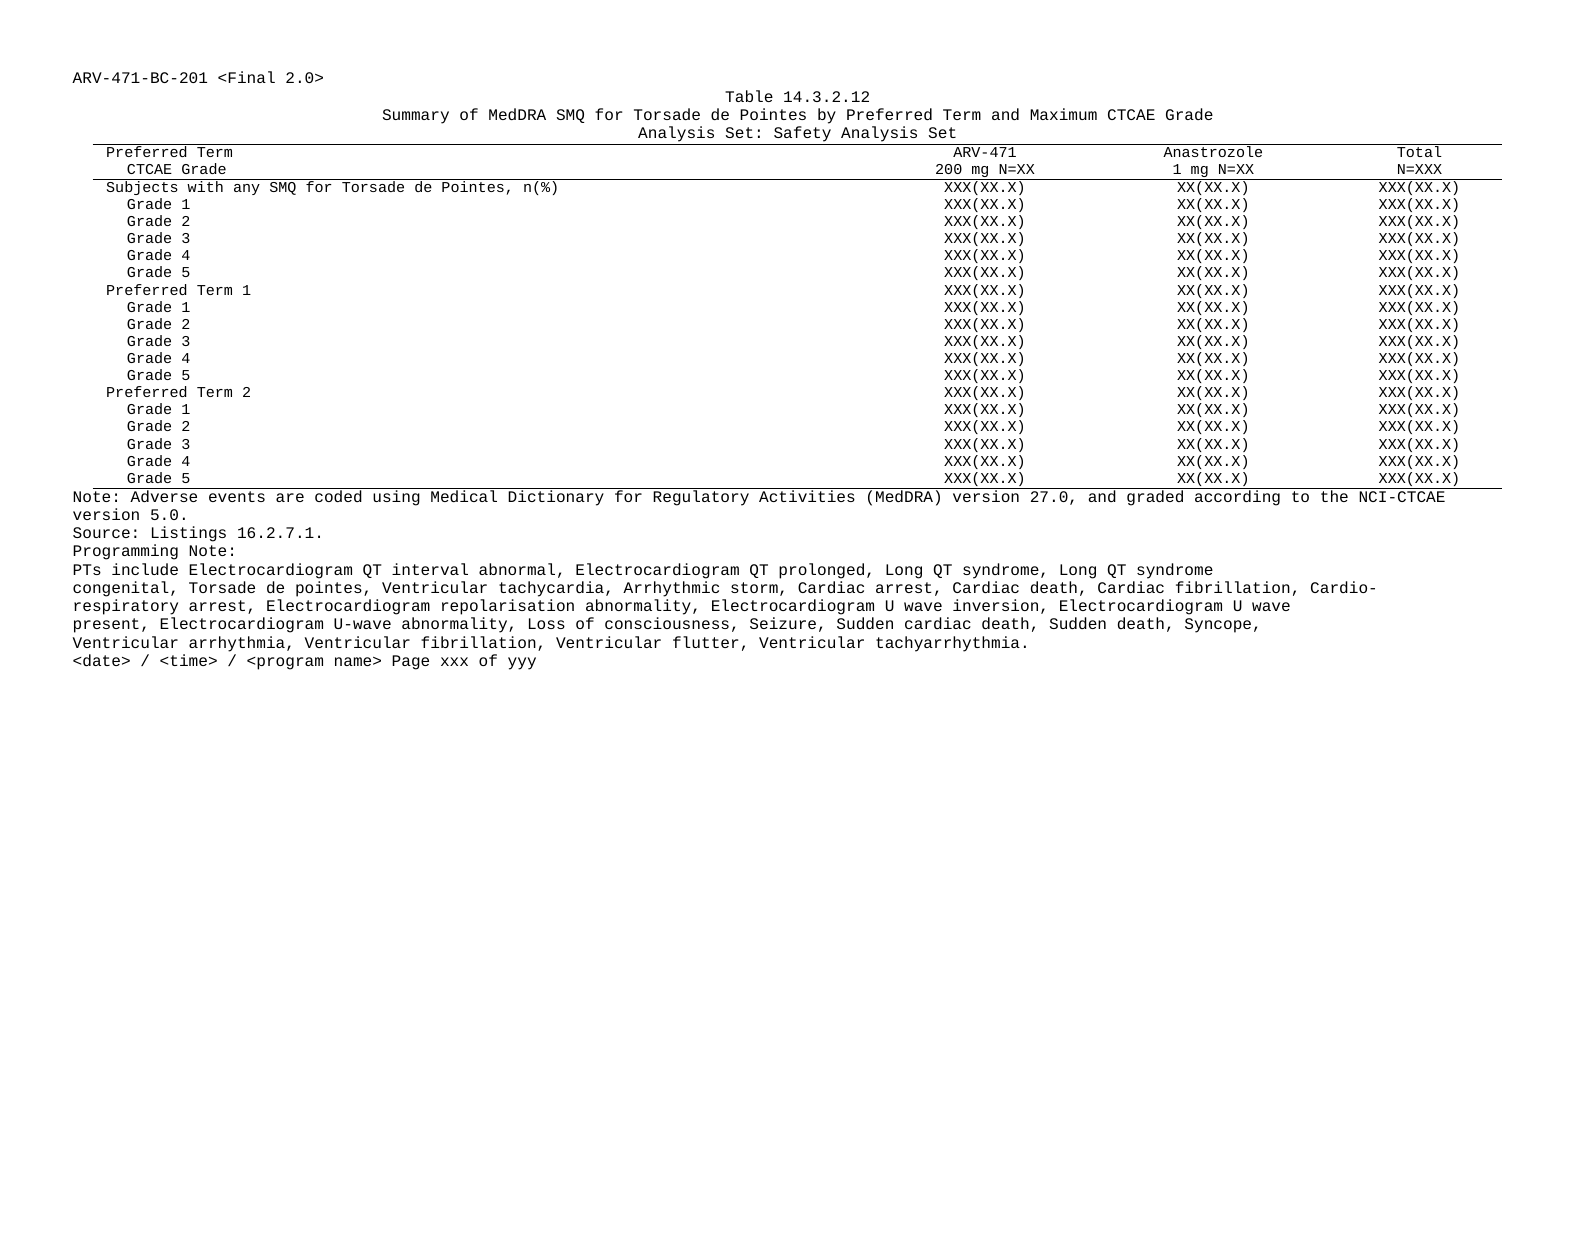 ARV-471-BC-201 <Final 2.0>
Table 14.3.2.12
Summary of MedDRA SMQ for Torsade de Pointes by Preferred Term and Maximum CTCAE Grade
Analysis Set: Safety Analysis Set
Preferred Term ARV-471 Anastrozole Total
CTCAE Grade 200 mg N=XX 1 mg N=XX N=XXX
Subjects with any SMQ for Torsade de Pointes, n(%) XXX(XX.X) XX(XX.X) XXX(XX.X)
Grade 1 XXX(XX.X) XX(XX.X) XXX(XX.X)
Grade 2 XXX(XX.X) XX(XX.X) XXX(XX.X)
Grade 3 XXX(XX.X) XX(XX.X) XXX(XX.X)
Grade 4 XXX(XX.X) XX(XX.X) XXX(XX.X)
Grade 5 XXX(XX.X) XX(XX.X) XXX(XX.X)
Preferred Term 1 XXX(XX.X) XX(XX.X) XXX(XX.X)
Grade 1 XXX(XX.X) XX(XX.X) XXX(XX.X)
Grade 2 XXX(XX.X) XX(XX.X) XXX(XX.X)
Grade 3 XXX(XX.X) XX(XX.X) XXX(XX.X)
Grade 4 XXX(XX.X) XX(XX.X) XXX(XX.X)
Grade 5 XXX(XX.X) XX(XX.X) XXX(XX.X)
Preferred Term 2 XXX(XX.X) XX(XX.X) XXX(XX.X)
Grade 1 XXX(XX.X) XX(XX.X) XXX(XX.X)
Grade 2 XXX(XX.X) XX(XX.X) XXX(XX.X)
Grade 3 XXX(XX.X) XX(XX.X) XXX(XX.X)
Grade 4 XXX(XX.X) XX(XX.X) XXX(XX.X)
Grade 5 XXX(XX.X) XX(XX.X) XXX(XX.X)
Note: Adverse events are coded using Medical Dictionary for Regulatory Activities (MedDRA) version 27.0, and graded according to the NCI-CTCAE
version 5.0.
Source: Listings 16.2.7.1.
Programming Note:
PTs include Electrocardiogram QT interval abnormal, Electrocardiogram QT prolonged, Long QT syndrome, Long QT syndrome
congenital, Torsade de pointes, Ventricular tachycardia, Arrhythmic storm, Cardiac arrest, Cardiac death, Cardiac fibrillation, Cardio-
respiratory arrest, Electrocardiogram repolarisation abnormality, Electrocardiogram U wave inversion, Electrocardiogram U wave
present, Electrocardiogram U-wave abnormality, Loss of consciousness, Seizure, Sudden cardiac death, Sudden death, Syncope,
Ventricular arrhythmia, Ventricular fibrillation, Ventricular flutter, Ventricular tachyarrhythmia.
<date> / <time> / <program name> Page xxx of yyy